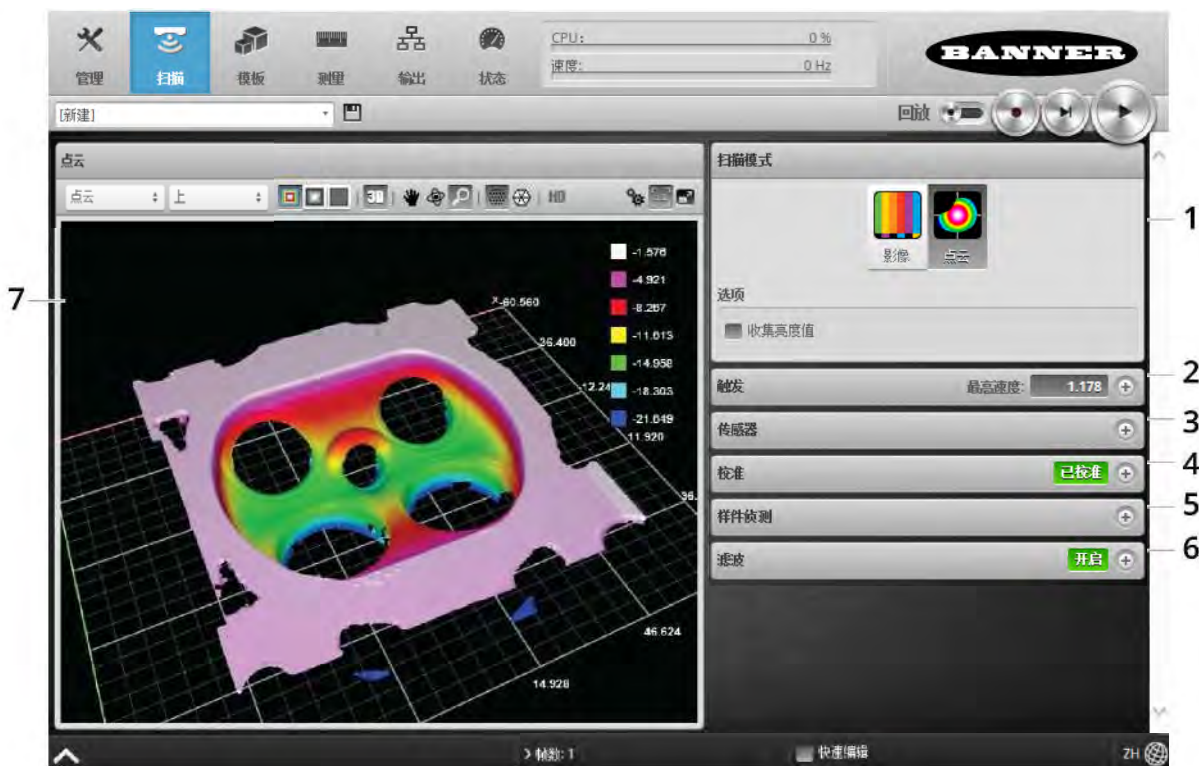 CPU: 0 %
速度: 0 Hz
BANNER
管理
扫描
模板
测量
输出
状态
[新建]
回放
点云
点云
上
3D
HD
-1.576
-4.921
-8.267
-11.613
-14.958
-18.303
-21.649
X-60.560
36.400
-12.24
11.920
36.
46.624
14.928
扫描模式
影像
点云
选项
收集亮度值
触发 最高速度: 1.178
传感器
校准 已校准
样件侦测
滤波 开启
1
2
3
4
5
6
7
帧数: 1
快速编辑
ZH